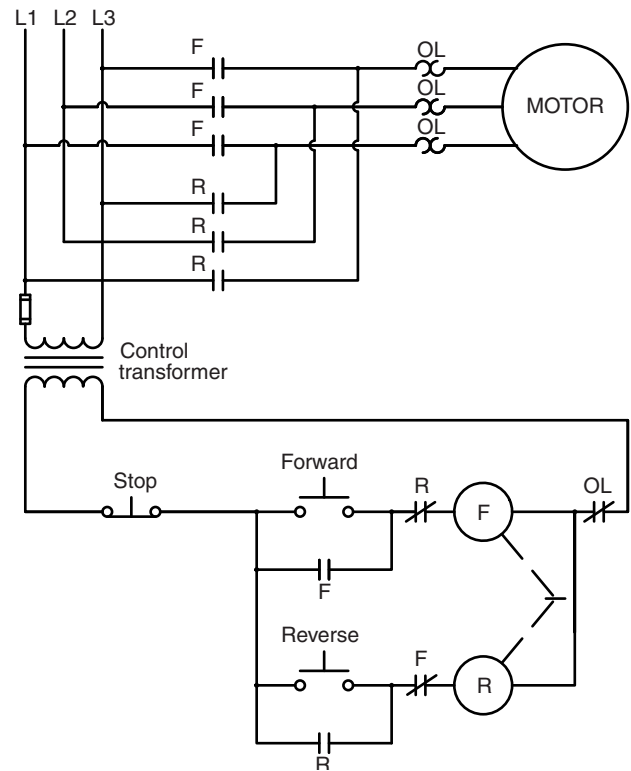 L1 L2 L3
F OL
F OL
MOTOR
F OL
R
R
R
Control
transformer
Forward
Stop R OL
F
F
Reverse
F
R
R